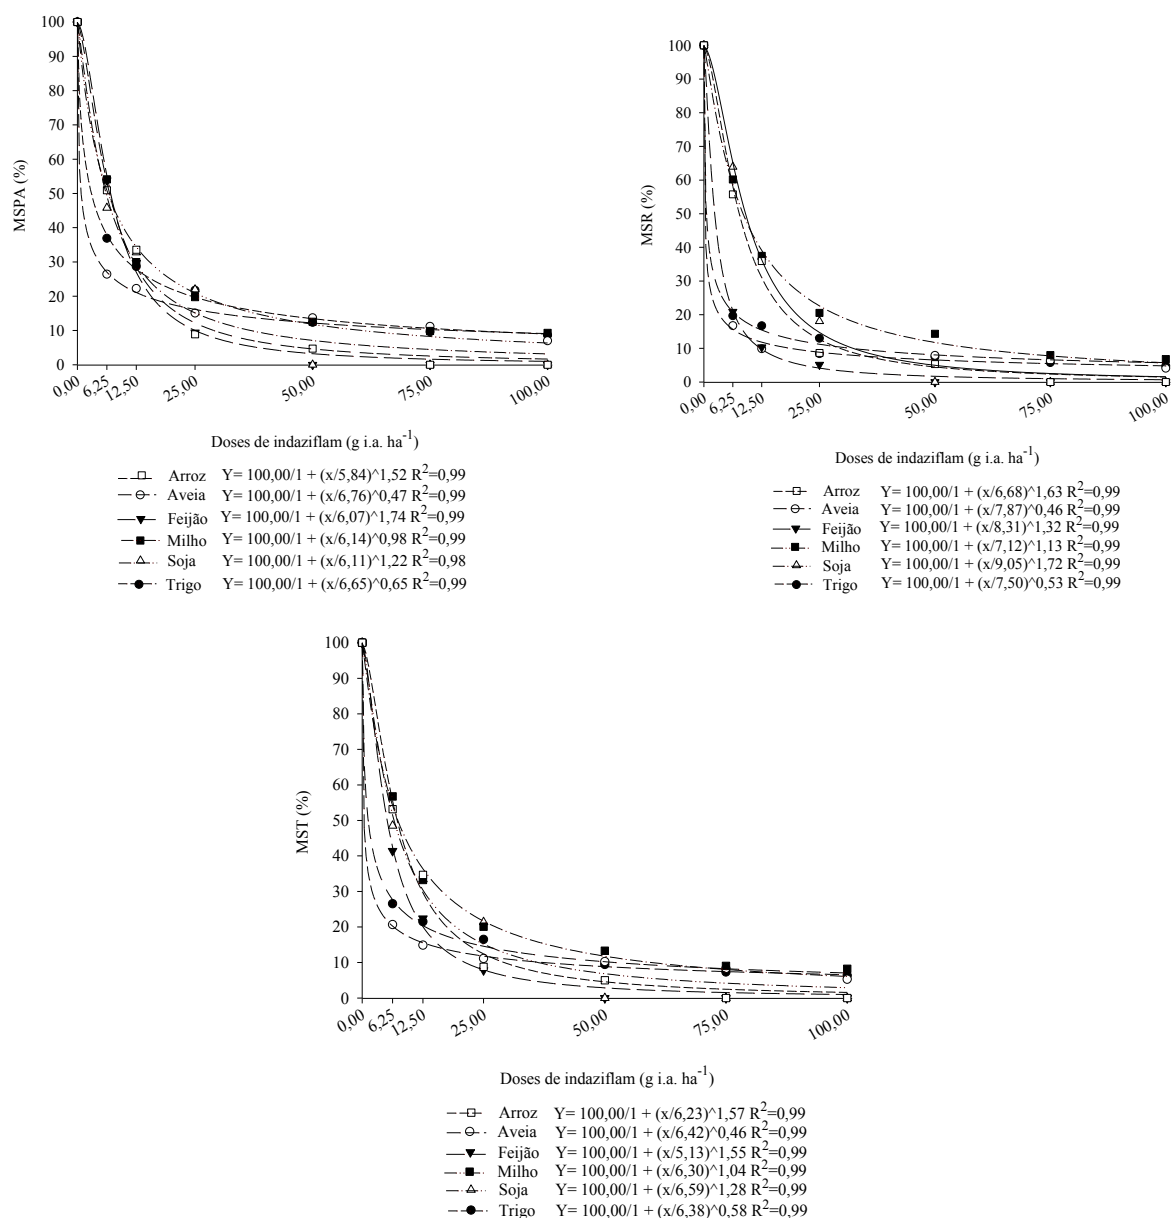 100
90
80
70
60
50
40
30
20
10
0
MSPA (%)
0,00 6,25 12,50 25,00 50,00 75,00 100,00
Doses de indaziflam (g i.a. ha-1)
Arroz Y= 100,00/1 + (x/5,84)^1,52 R2=0,99
Aveia Y= 100,00/1 + (x/6,76)^0,47 R2=0,99
Feijão Y= 100,00/1 + (x/6,07)^1,74 R2=0,99
Milho Y= 100,00/1 + (x/6,14)^0,98 R2=0,99
Soja Y= 100,00/1 + (x/6,11)^1,22 R2=0,98
Trigo Y= 100,00/1 + (x/6,65)^0,65 R2=0,99
100
90
80
70
60
50
40
30
20
10
0
MSR (%)
0,00 6,25 12,50 25,00 50,00 75,00 100,00
Doses de indaziflam (g i.a. ha-1)
Arroz Y= 100,00/1 + (x/6,68)^1,63 R2=0,99
Aveia Y= 100,00/1 + (x/7,87)^0,46 R2=0,99
Feijão Y= 100,00/1 + (x/8,31)^1,32 R2=0,99
Milho Y= 100,00/1 + (x/7,12)^1,13 R2=0,99
Soja Y= 100,00/1 + (x/9,05)^1,72 R2=0,99
Trigo Y= 100,00/1 + (x/7,50)^0,53 R2=0,99
100
90
80
70
60
50
40
30
20
10
0
MST (%)
0,00 6,25 12,50 25,00 50,00 75,00 100,00
Doses de indaziflam (g i.a. ha-1)
Arroz Y= 100,00/1 + (x/6,23)^1,57 R2=0,99
Aveia Y= 100,00/1 + (x/6,42)^0,46 R2=0,99
Feijão Y= 100,00/1 + (x/5,13)^1,55 R2=0,99
Milho Y= 100,00/1 + (x/6,30)^1,04 R2=0,99
Soja Y= 100,00/1 + (x/6,59)^1,28 R2=0,99
Trigo Y= 100,00/1 + (x/6,38)^0,58 R2=0,99